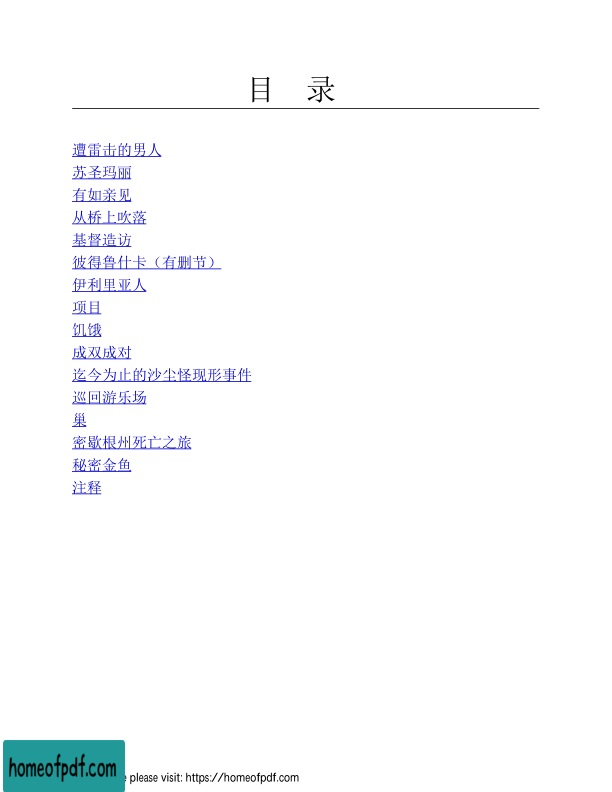 目 录
遭雷击的男人
苏圣玛丽
有如亲见
从桥上吹落
基督造访
彼得鲁什卡（有删节）
伊利里亚人
项目
饥饿
成双成对
迄今为止的沙尘怪现形事件
巡回游乐场
巢
密歇根州死亡之旅
秘密金鱼
注释
homeofpdf.com
e please visit: https://homeofpdf.com